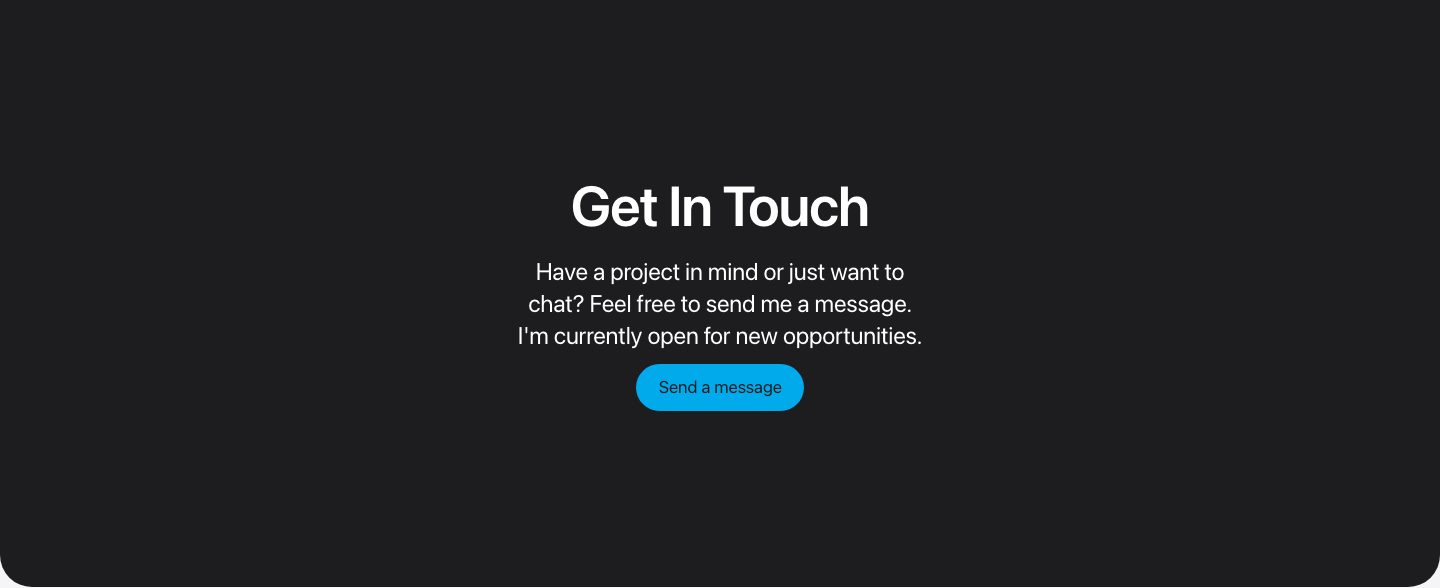 Get In Touch
Have a project in mind or just want to
chat? Feel free to send me a message.
I'm currently open for new opportunities.
Send a message